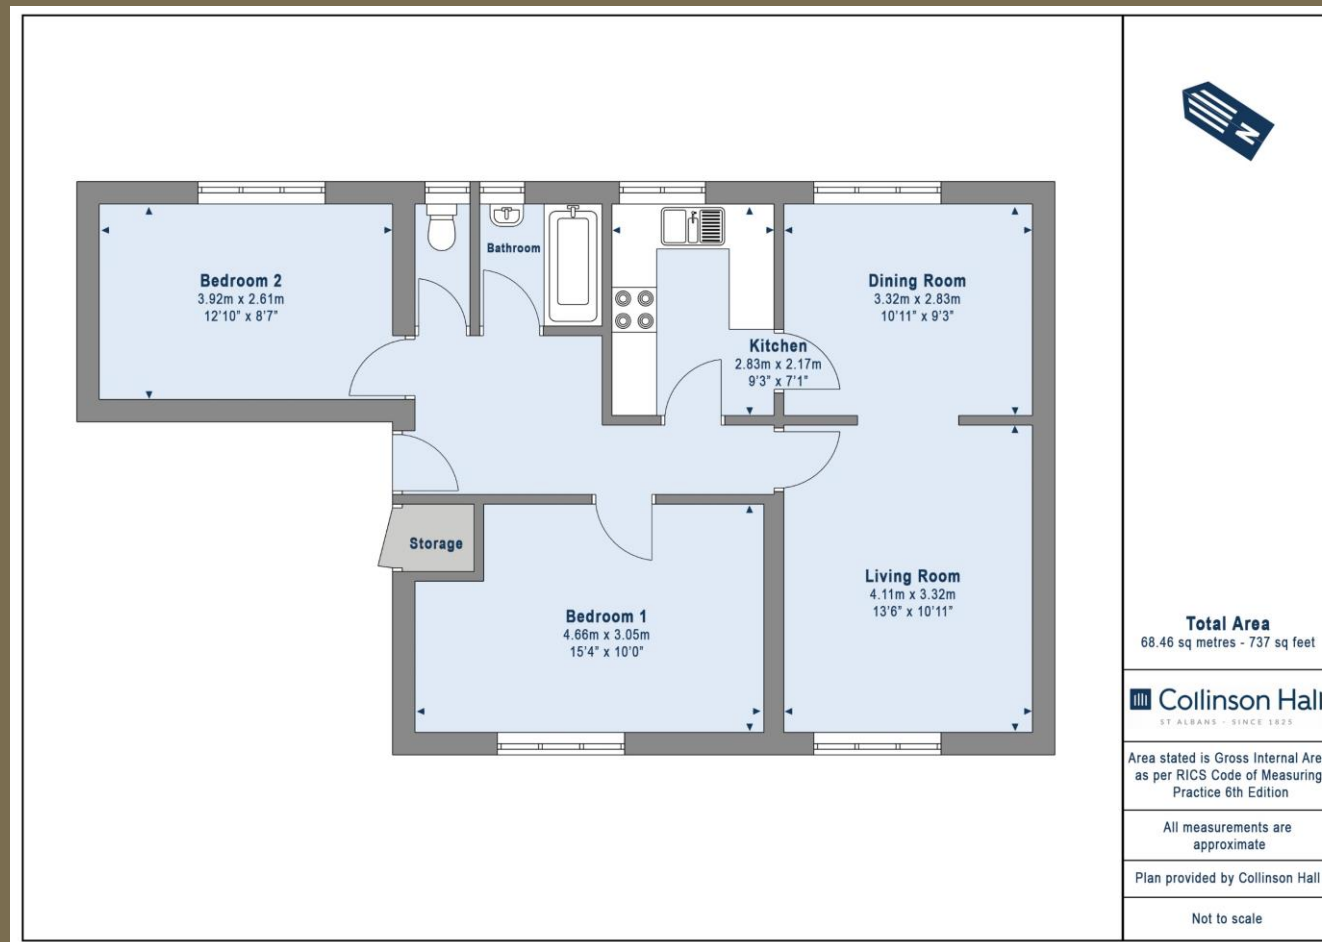 Bathroom
Bedroom 2
3.92m x 2.61m
12'10" x 8'7"
Dining Room
3.32m x 2.83m
10'11" x 9'3"
Kitchen
2.83m x 2.17m
9'3" x 7'1"
Storage
Bedroom 1
4.66m x 3.05m
15'4" x 10'0"
Living Room
4.11m x 3.32m
13'6" x 10'11"
N
Total Area
68.46 sq metres - 737 sq feet
Collinson Hall
ST ALBANS - SINCE 1825
Area stated is Gross Internal Are
as per RICS Code of Measuring
Practice 6th Edition
All measurements are
approximate
Plan provided by Collinson Hall
Not to scale